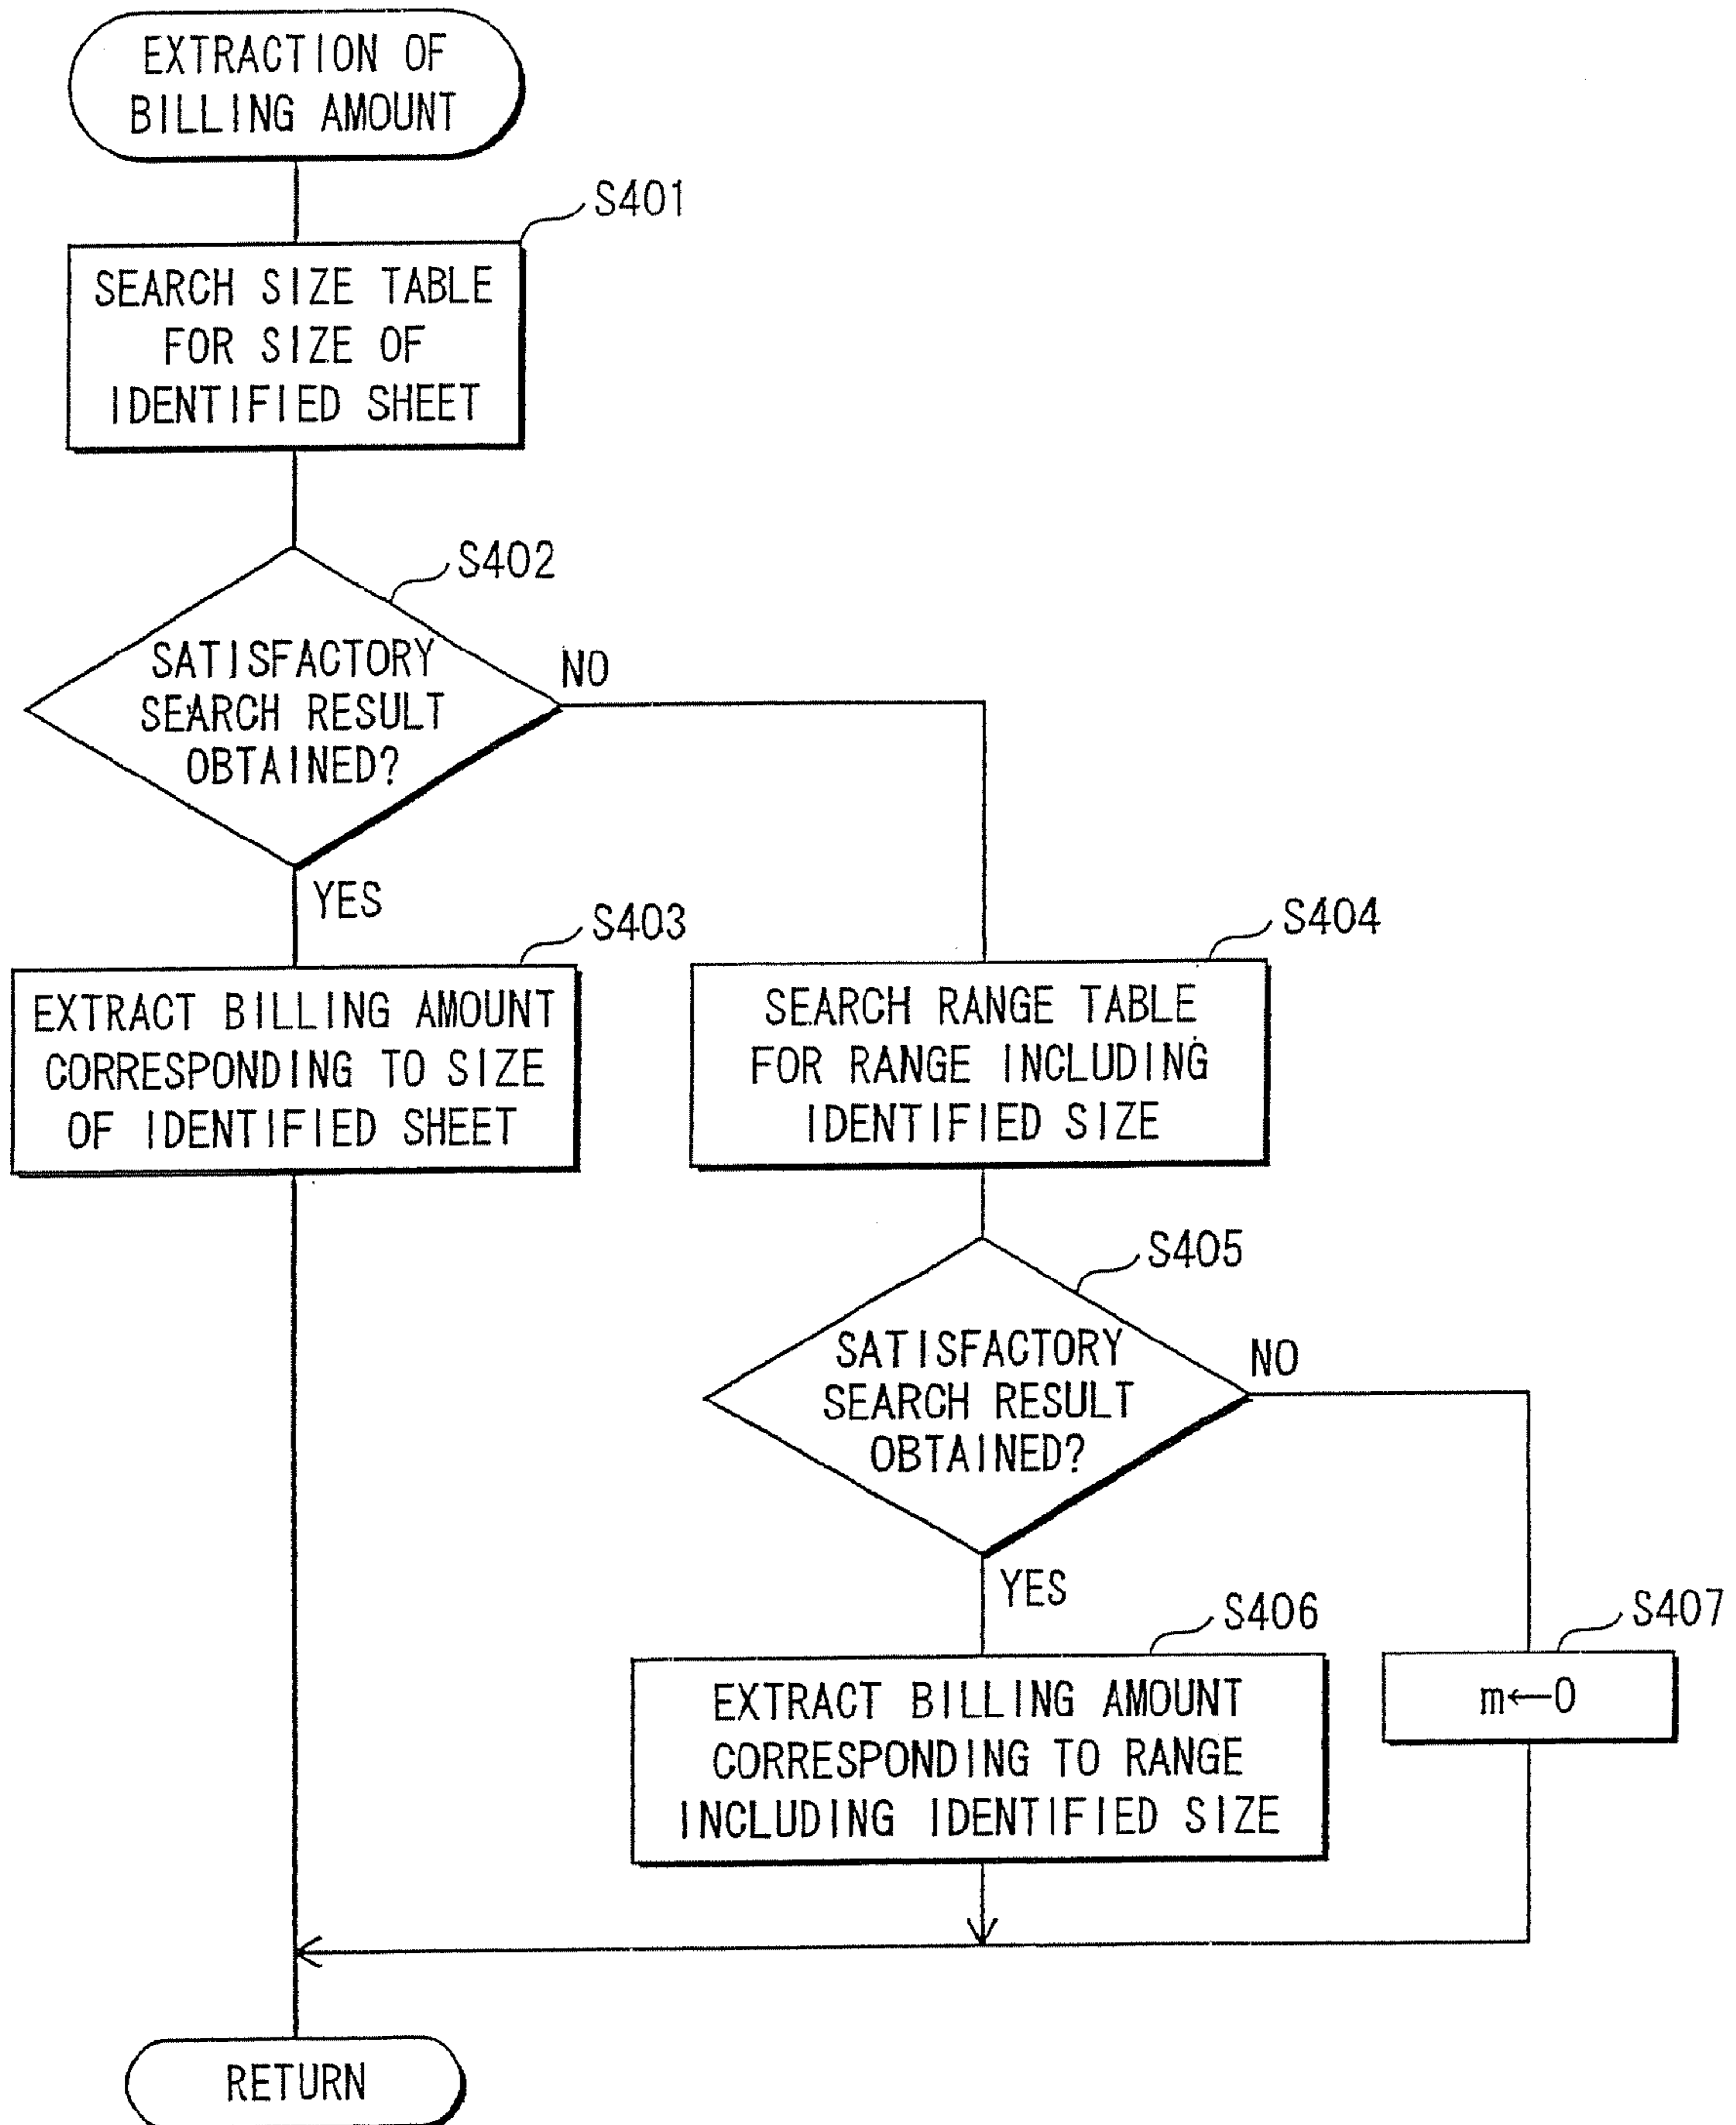 EXTRACTION OF
BILLING AMOUNT
S401
SEARCH SIZE TABLE
FOR SIZE OF
IDENTIFIED SHEET
S402
SATISFACTORY
SEARCH RESULT
OBTAINED?
NO
YES
S403
EXTRACT BILLING AMOUNT
CORRESPONDING TO SIZE
OF IDENTIFIED SHEET
S404
SEARCH RANGE TABLE
FOR RANGE INCLUDING
IDENTIFIED SIZE
S405
SATISFACTORY
SEARCH RESULT
OBTAINED?
NO
YES
S406
EXTRACT BILLING AMOUNT
CORRESPONDING TO RANGE
INCLUDING IDENTIFIED SIZE
S407
m←0
RETURN